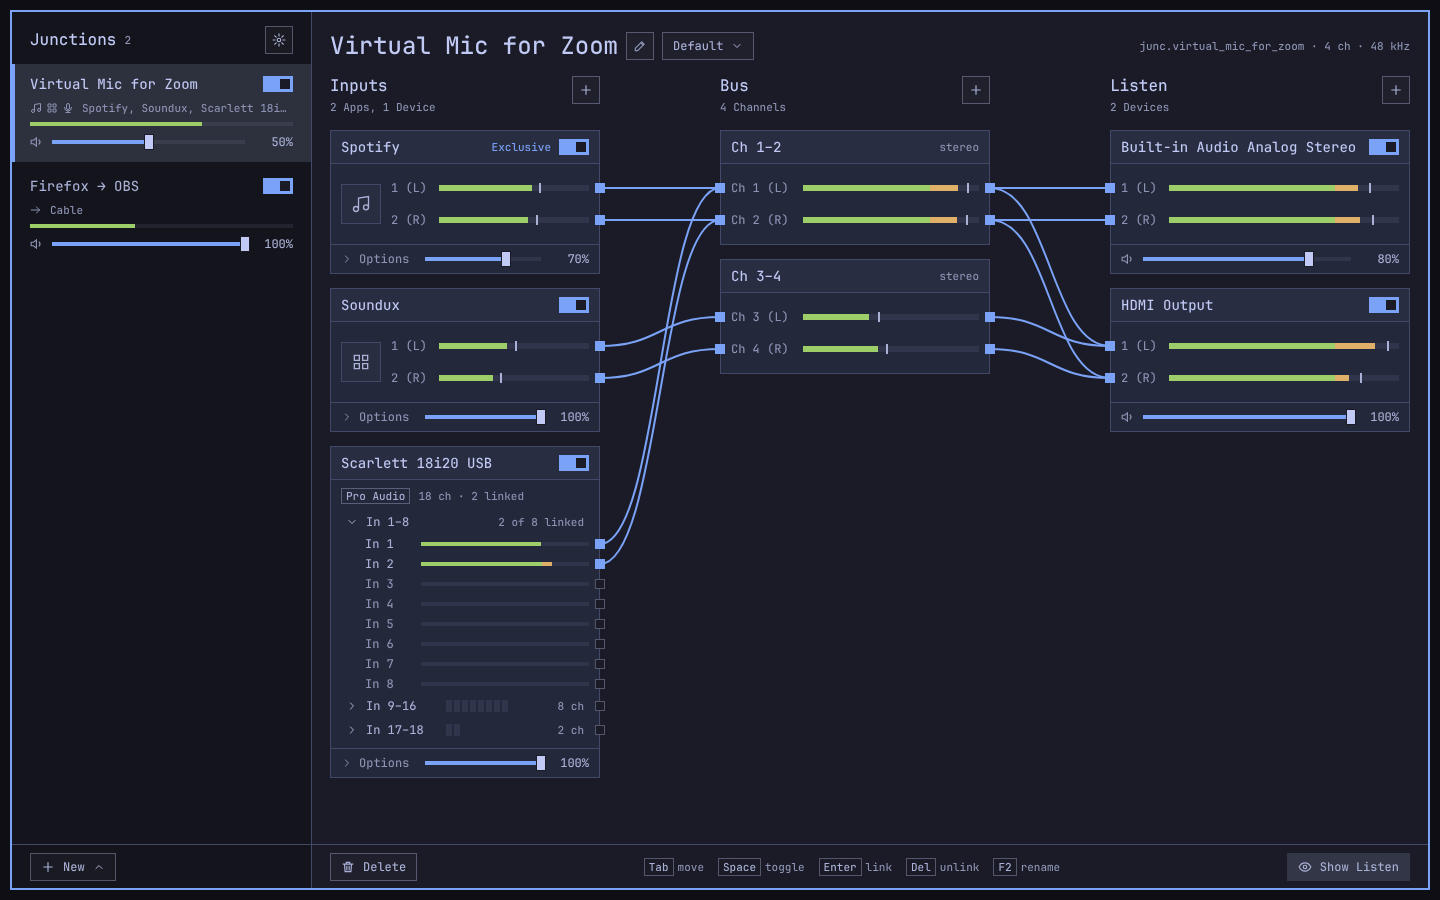 Junctions 2
Virtual Mic for Zoom
Spotify, Soundux, Scarlett 18i…
50%
Firefox → OBS
Cable
100%
New
Virtual Mic for Zoom
Default
junc.virtual_mic_for_zoom · 4 ch · 48 kHz
Inputs
2 Apps, 1 Device
Spotify Exclusive
1 (L)
2 (R)
Options 70%
Soundux
1 (L)
2 (R)
Options 100%
Scarlett 18i20 USB
Pro Audio 18 ch · 2 linked
In 1–8 2 of 8 linked
In 1
In 2
In 3
In 4
In 5
In 6
In 7
In 8
In 9–16 8 ch
In 17–18 2 ch
Options 100%
Bus
4 Channels
Ch 1–2 stereo
Ch 1 (L)
Ch 2 (R)
Ch 3–4 stereo
Ch 3 (L)
Ch 4 (R)
Listen
2 Devices
Built-in Audio Analog Stereo
1 (L)
2 (R)
80%
HDMI Output
1 (L)
2 (R)
100%
Delete
Tab move Space toggle Enter link Del unlink F2 rename
Show Listen